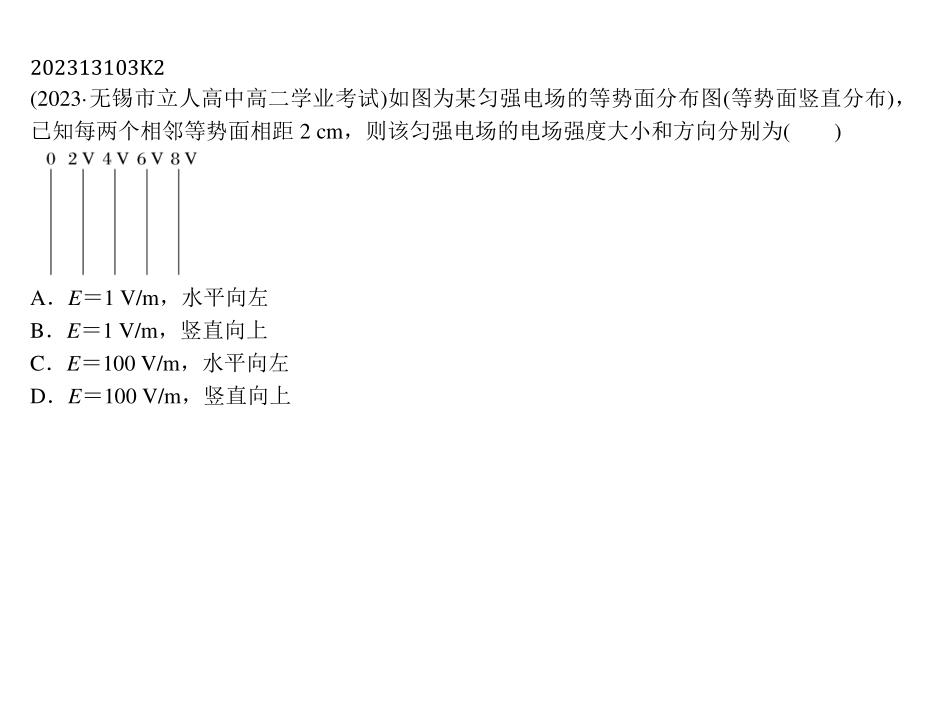 202313103K2
(2023·无锡市立人高中高二学业考试)如图为某匀强电场的等势面分布图(等势面竖直分布)，
已知每两个相邻等势面相距 2 cm，则该匀强电场的电场强度大小和方向分别为(　　)
0 2 V 4 V 6 V 8 V
A．E＝1 V/m，水平向左
B．E＝1 V/m，竖直向上
C．E＝100 V/m，水平向左
D．E＝100 V/m，竖直向上